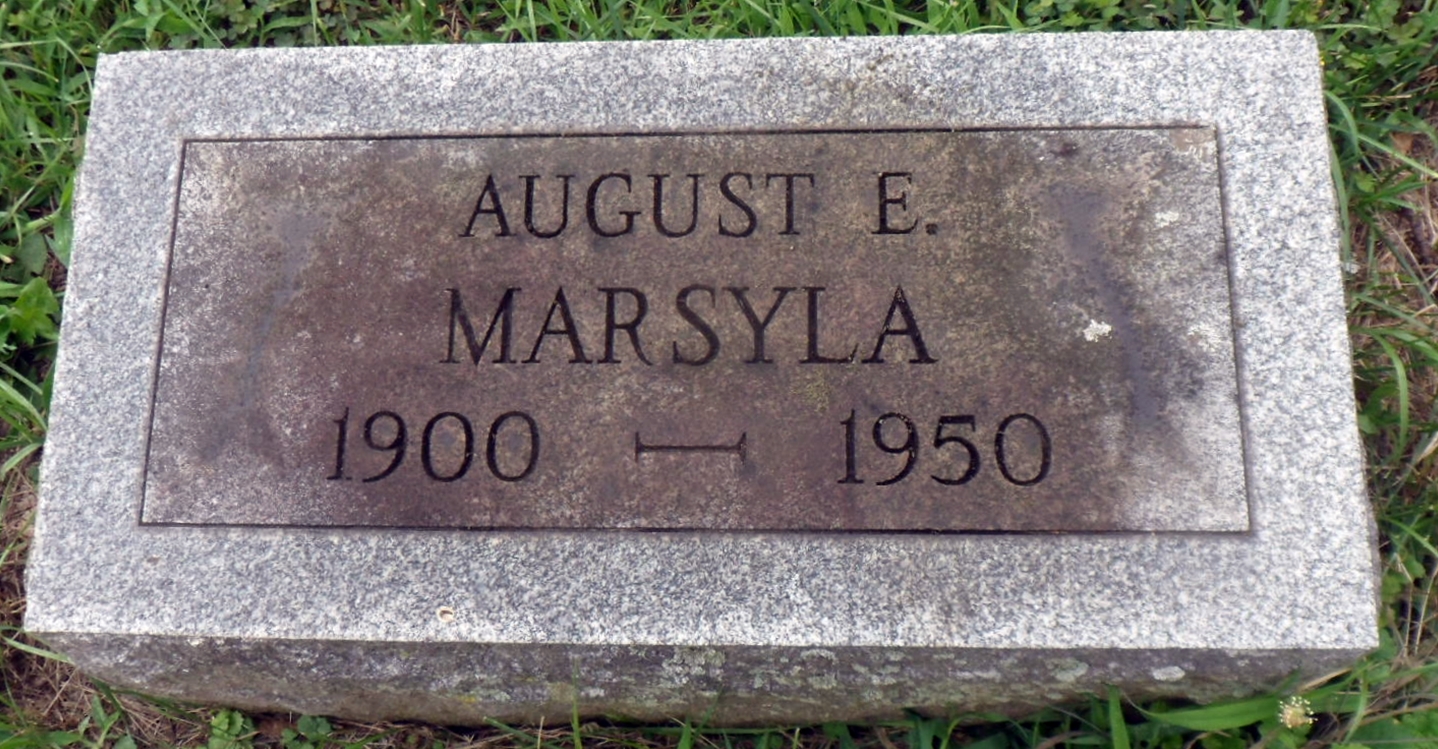 AUGUST E.
MARSYLA
1900 — 1950